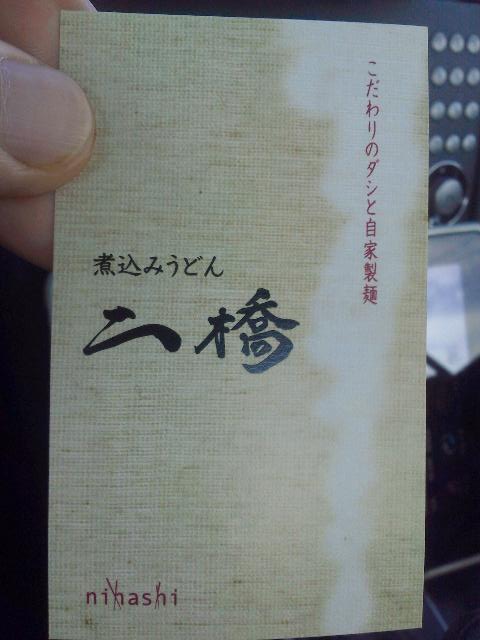 こだわりのダシと自家製麺
煮込みうどん
二橋
nihashi